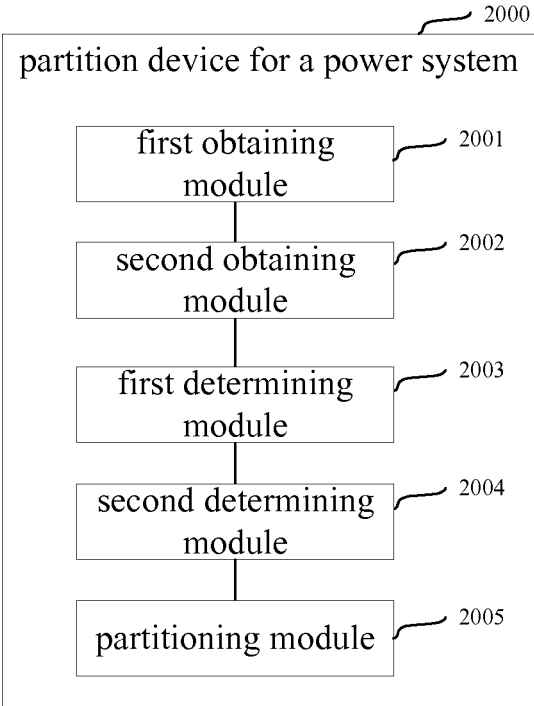 2000
partition device for a power system
first obtaining
module
2001
second obtaining
module
2002
first determining
module
2003
second determining
module
2004
partitioning module
2005